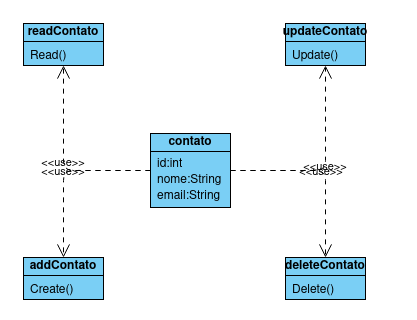 readContato
Read()
updateContato
Update()
contato
id:int
nome:String
email:String
<<use>>
<<use>>
<<use>>
<<use>>
addContato
Create()
deleteContato
Delete()